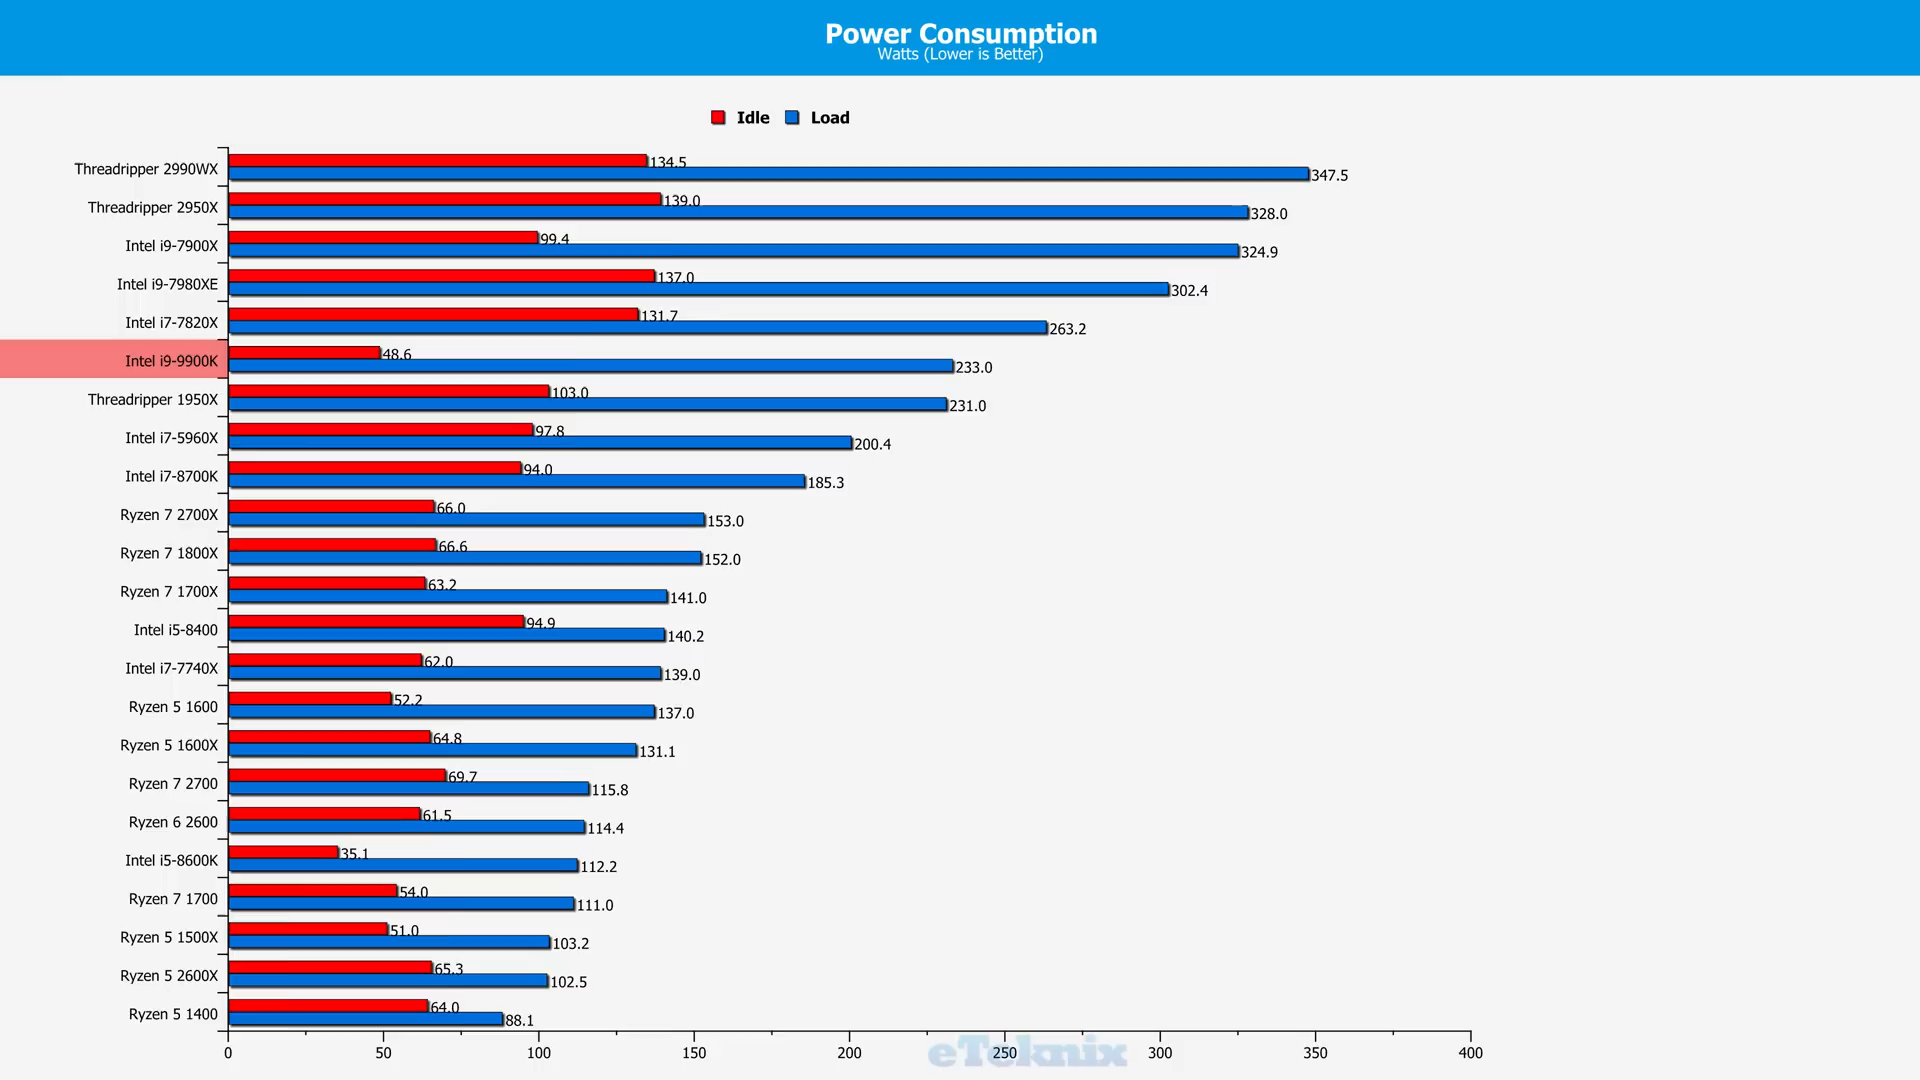 Power Consumption
Watts (Lower is Better)
Idle Load
Threadripper 2990WX 134.5 347.5
Threadripper 2950X 139.0 328.0
Intel i9-7900X 99.4 324.9
Intel i9-7980XE 137.0 302.4
Intel i7-7820X 131.7 263.2
Intel i9-9900K 48.6 233.0
Threadripper 1950X 103.0 231.0
Intel i7-5960X 97.8 200.4
Intel i7-8700K 94.0 185.3
Ryzen 7 2700X 66.0 153.0
Ryzen 7 1800X 66.6 152.0
Ryzen 7 1700X 63.2 141.0
Intel i5-8400 94.9 140.2
Intel i7-7740X 62.0 139.0
Ryzen 5 1600 52.2 137.0
Ryzen 5 1600X 64.8 131.1
Ryzen 7 2700 69.7 115.8
Ryzen 6 2600 61.5 114.4
Intel i5-8600K 35.1 112.2
Ryzen 7 1700 54.0 111.0
Ryzen 5 1500X 51.0 103.2
Ryzen 5 2600X 65.3 102.5
Ryzen 5 1400 64.0 88.1
0 50 100 150 200 250 300 350 400
eTeknix